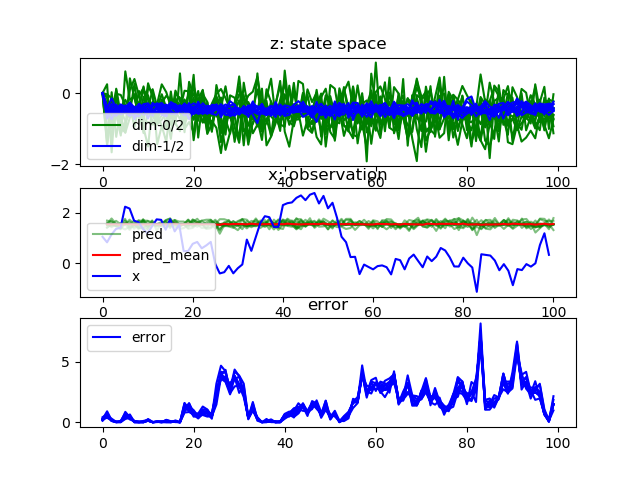 z: state space
0
−2
dim-0/2
dim-1/2
0 20 40 60 80 100
x: observation
2
0
pred
pred_mean
x
0 20 40 60 80 100
error
5
0
error
0 20 40 60 80 100